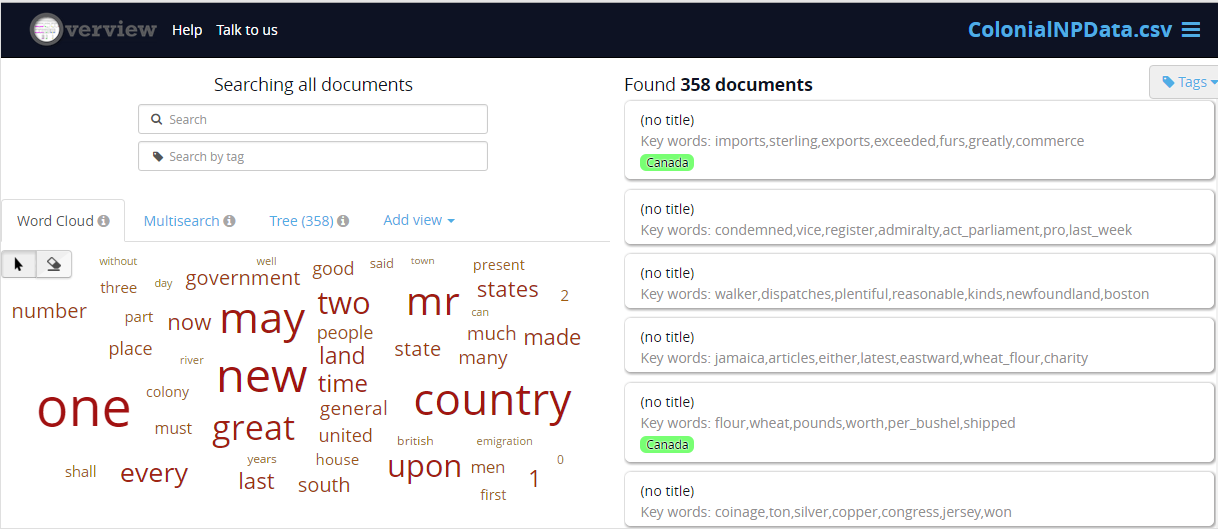 Overview Help Talk to us ColonialNPData.csv
Searching all documents
Search
Search by tag
Word Cloud Multisearch Tree (358) Add view
without well said town
government good present
three day states 2
number two mr
part now may can
people much made
place land state many
river new
time
colony country
one general
must great united
british emigration
years house upon men 0
shall every 1
last south
first
Found 358 documents
Tags
(no title)
Key words: imports,sterling,exports,exceeded,furs,greatly,commerce
Canada
(no title)
Key words: condemned,vice,register,admiralty,act_parliament,pro,last_week
(no title)
Key words: walker,dispatches,plentiful,reasonable,kinds,newfoundland,boston
(no title)
Key words: jamaica,articles,either,latest,eastward,wheat_flour,charity
(no title)
Key words: flour,wheat,pounds,worth,per_bushel,shipped
Canada
(no title)
Key words: coinage,ton,silver,copper,congress,jersey,won